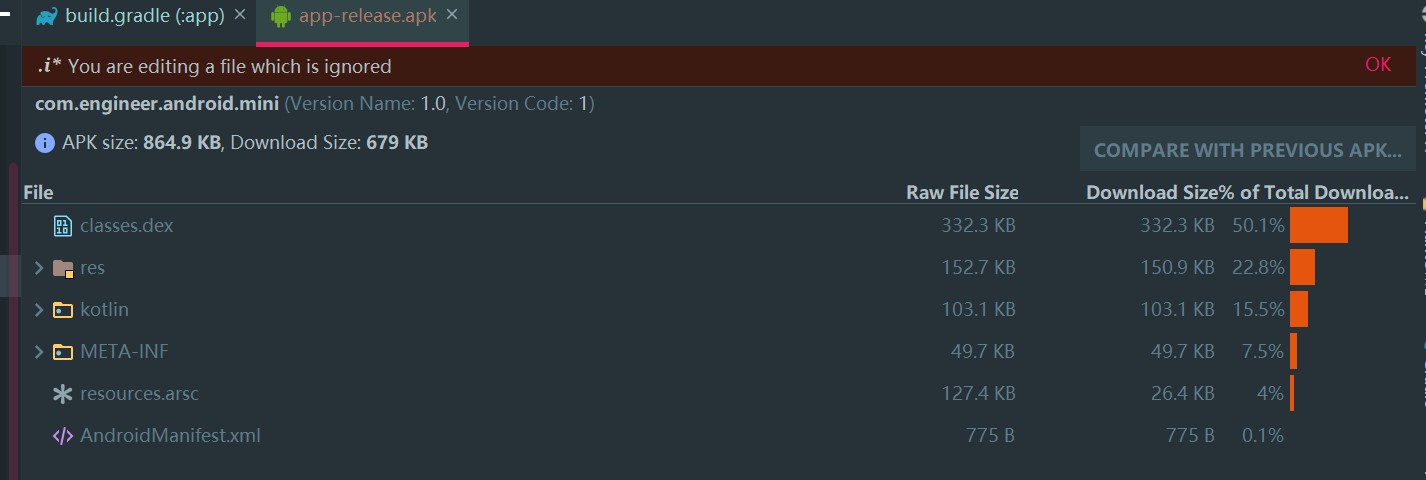 build.gradle (:app) app-release.apk
.i* You are editing a file which is ignored OK
com.engineer.android.mini (Version Name: 1.0, Version Code: 1)
APK size: 864.9 KB, Download Size: 679 KB
COMPARE WITH PREVIOUS APK...
File Raw File Size Download Size % of Total Downloa...
classes.dex 332.3 KB 332.3 KB 50.1%
res 152.7 KB 150.9 KB 22.8%
kotlin 103.1 KB 103.1 KB 15.5%
META-INF 49.7 KB 49.7 KB 7.5%
resources.arsc 127.4 KB 26.4 KB 4%
AndroidManifest.xml 775 B 775 B 0.1%